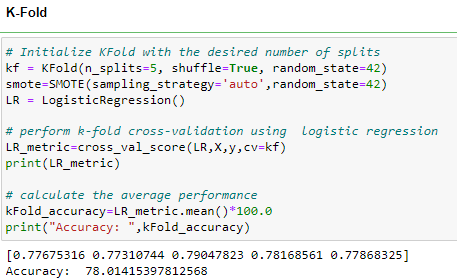 K-Fold
# Initialize KFold with the desired number of splits
kf = KFold(n_splits=5, shuffle=True, random_state=42)
smote=SMOTE(sampling_strategy='auto',random_state=42)
LR = LogisticRegression()
# perform k-fold cross-validation using  logistic regression
LR_metric=cross_val_score(LR,X,y,cv=kf)
print(LR_metric)
# calculate the average performance
kFold_accuracy=LR_metric.mean()*100.0
print("Accuracy: ",kFold_accuracy)
[0.77675316 0.77310744 0.79047823 0.78168561 0.77868325]
Accuracy:  78.01415397812568